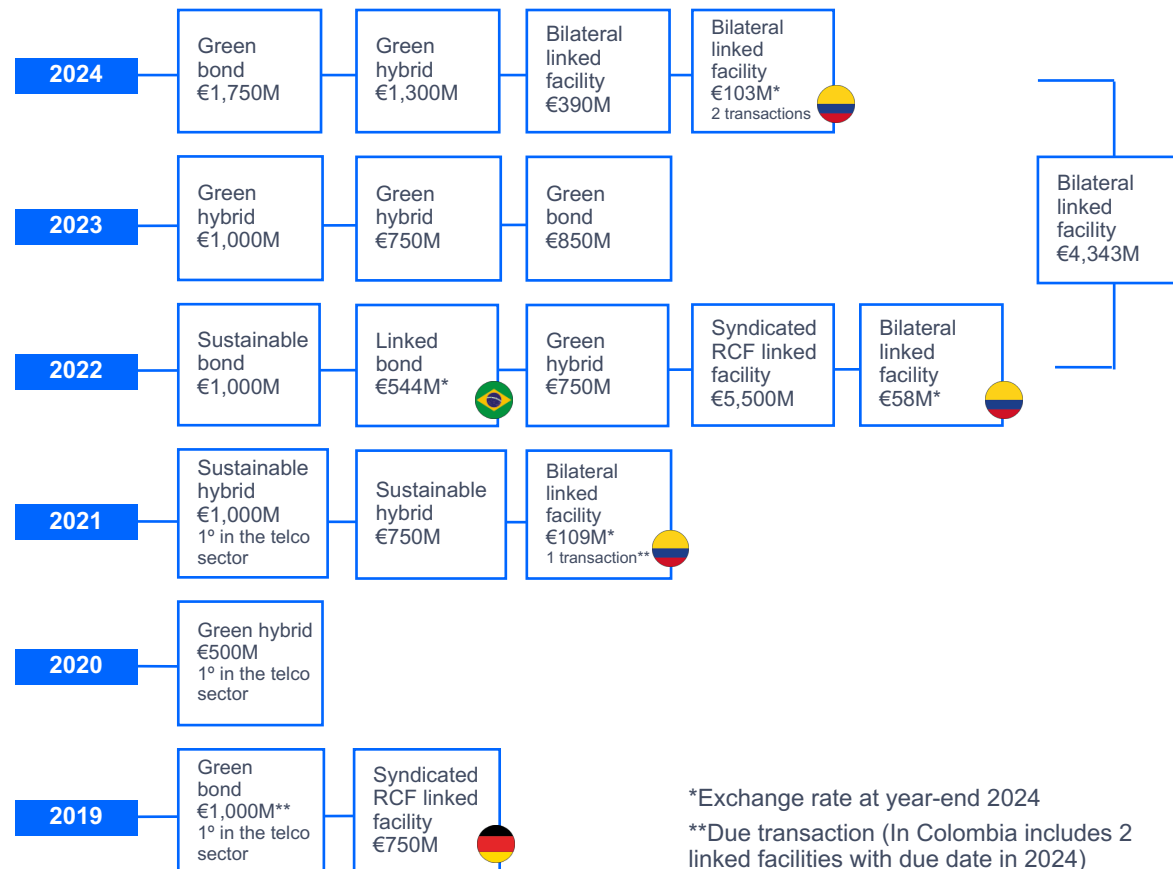 2024
Green
bond
€1,750M
Green
hybrid
€1,300M
Bilateral
linked
facility
€390M
Bilateral
linked
facility
€103M*
2 transactions
2023
Green
hybrid
€1,000M
Green
hybrid
€750M
Green
bond
€850M
Bilateral
linked
facility
€4,343M
2022
Sustainable
bond
€1,000M
Linked
bond
€544M*
Green
hybrid
€750M
Syndicated
RCF linked
facility
€5,500M
Bilateral
linked
facility
€58M*
2021
Sustainable
hybrid
€1,000M
1º in the telco
sector
Sustainable
hybrid
€750M
Bilateral
linked
facility
€109M*
1 transaction**
2020
Green hybrid
€500M
1º in the telco
sector
2019
Green
bond
€1,000M**
1º in the telco
sector
Syndicated
RCF linked
facility
€750M
*Exchange rate at year-end 2024
**Due transaction (In Colombia includes 2
linked facilities with due date in 2024)